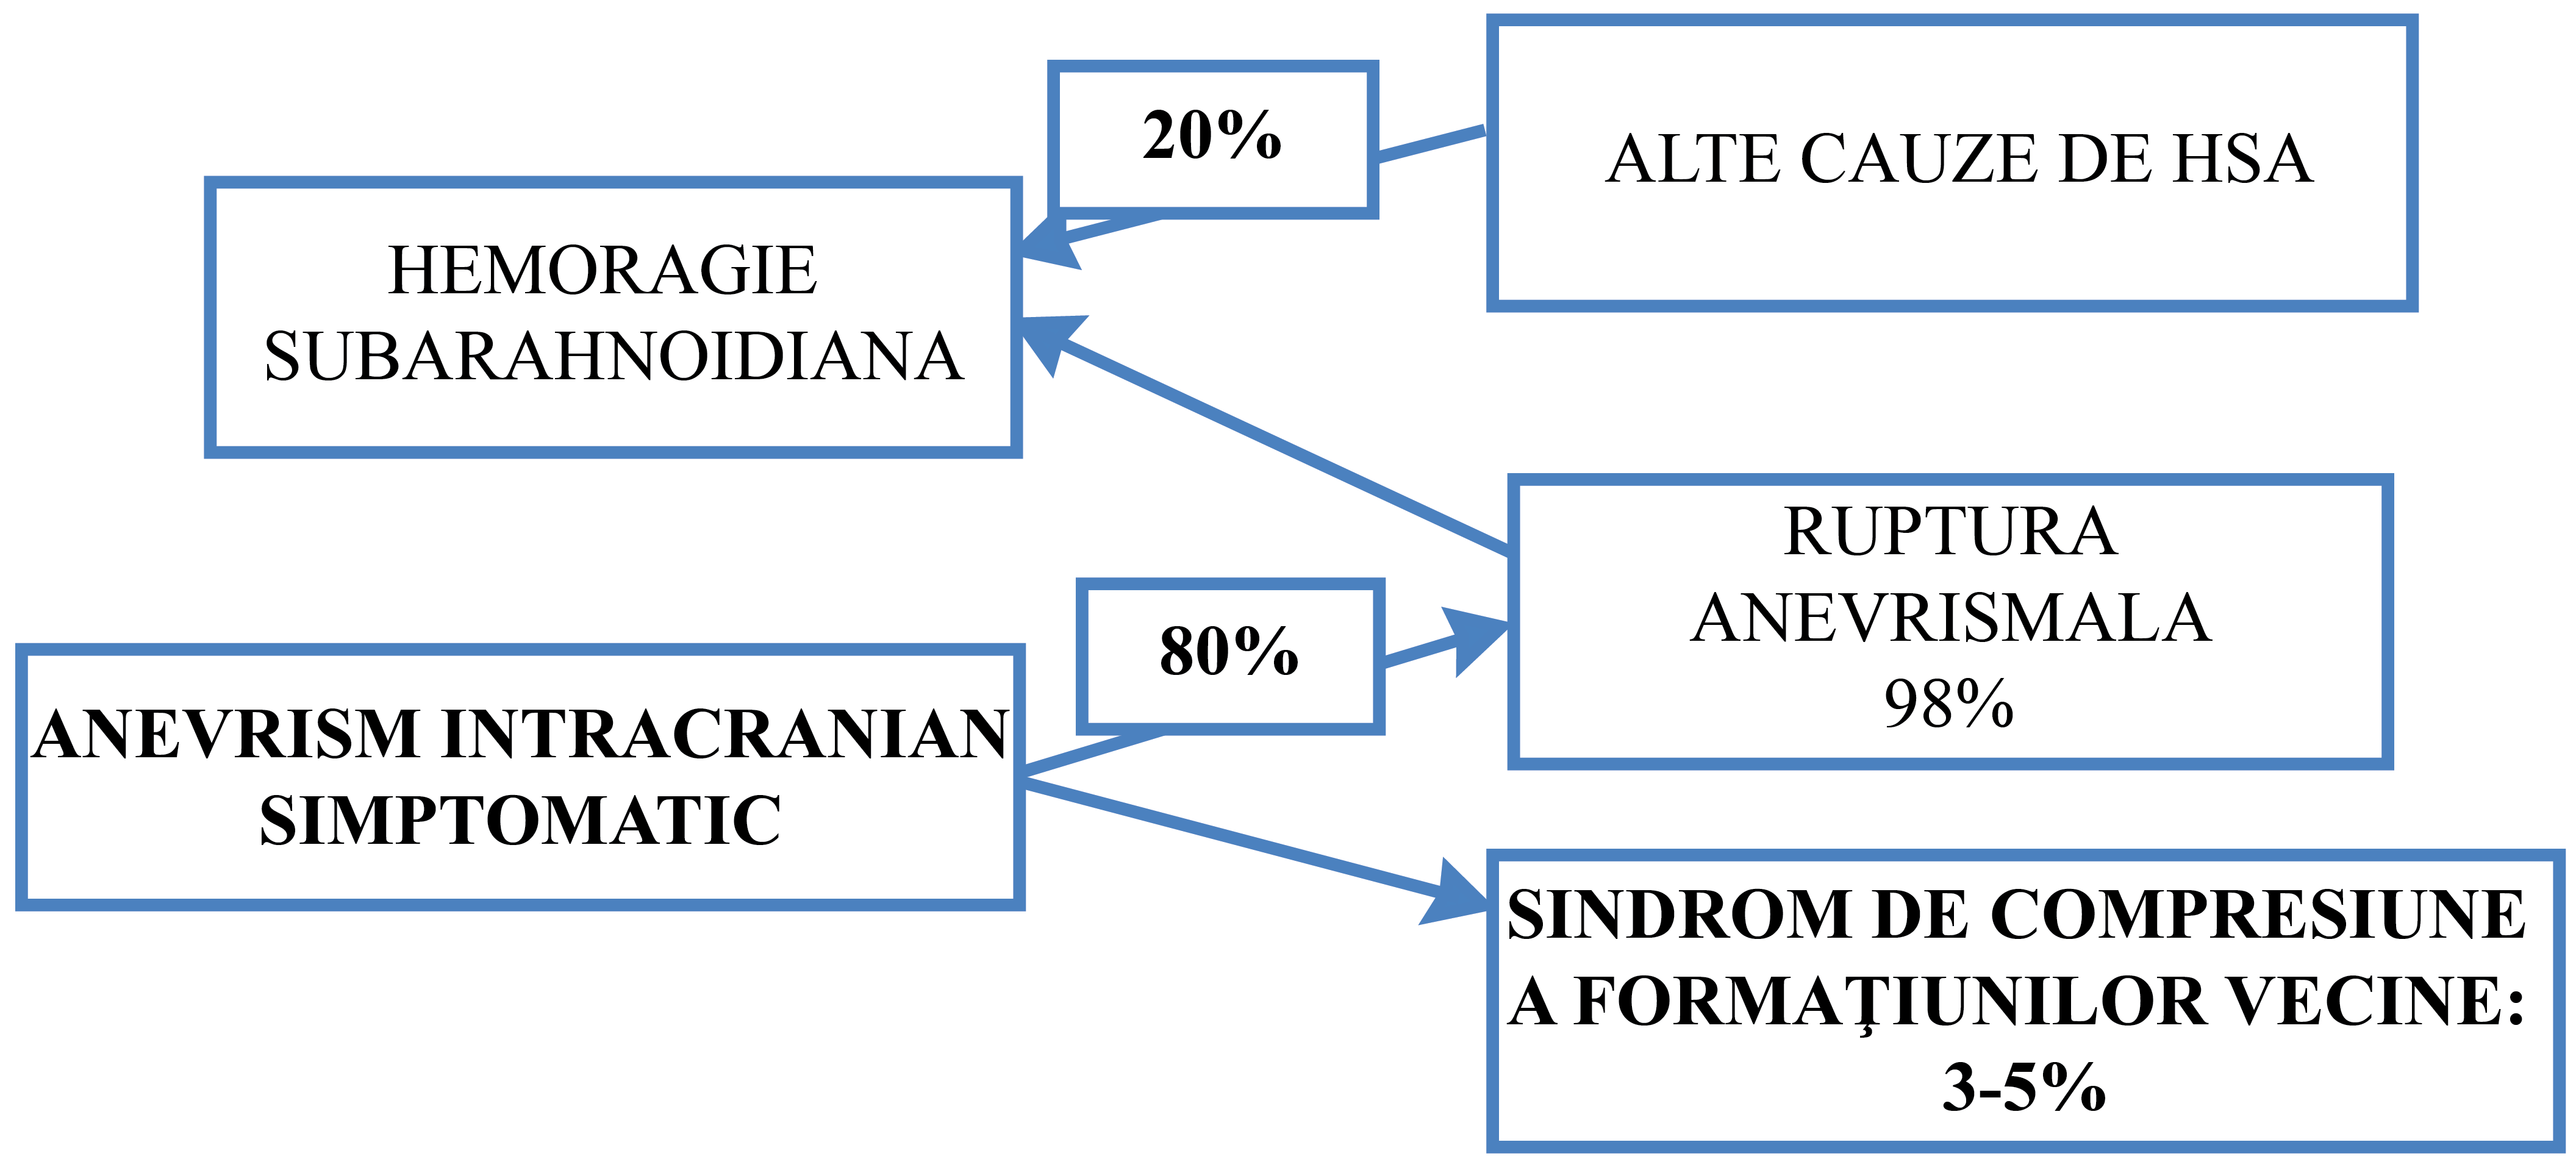 20%
ALTE CAUZE DE HSA
HEMORAGIE
SUBARAHNOIDIANA
RUPTURA
ANEVRISMALA
98%
80%
ANEVRISM INTRACRANIAN
SIMPTOMATIC
SINDROM DE COMPRESIUNE
A FORMAŢIUNILOR VECINE:
3-5%